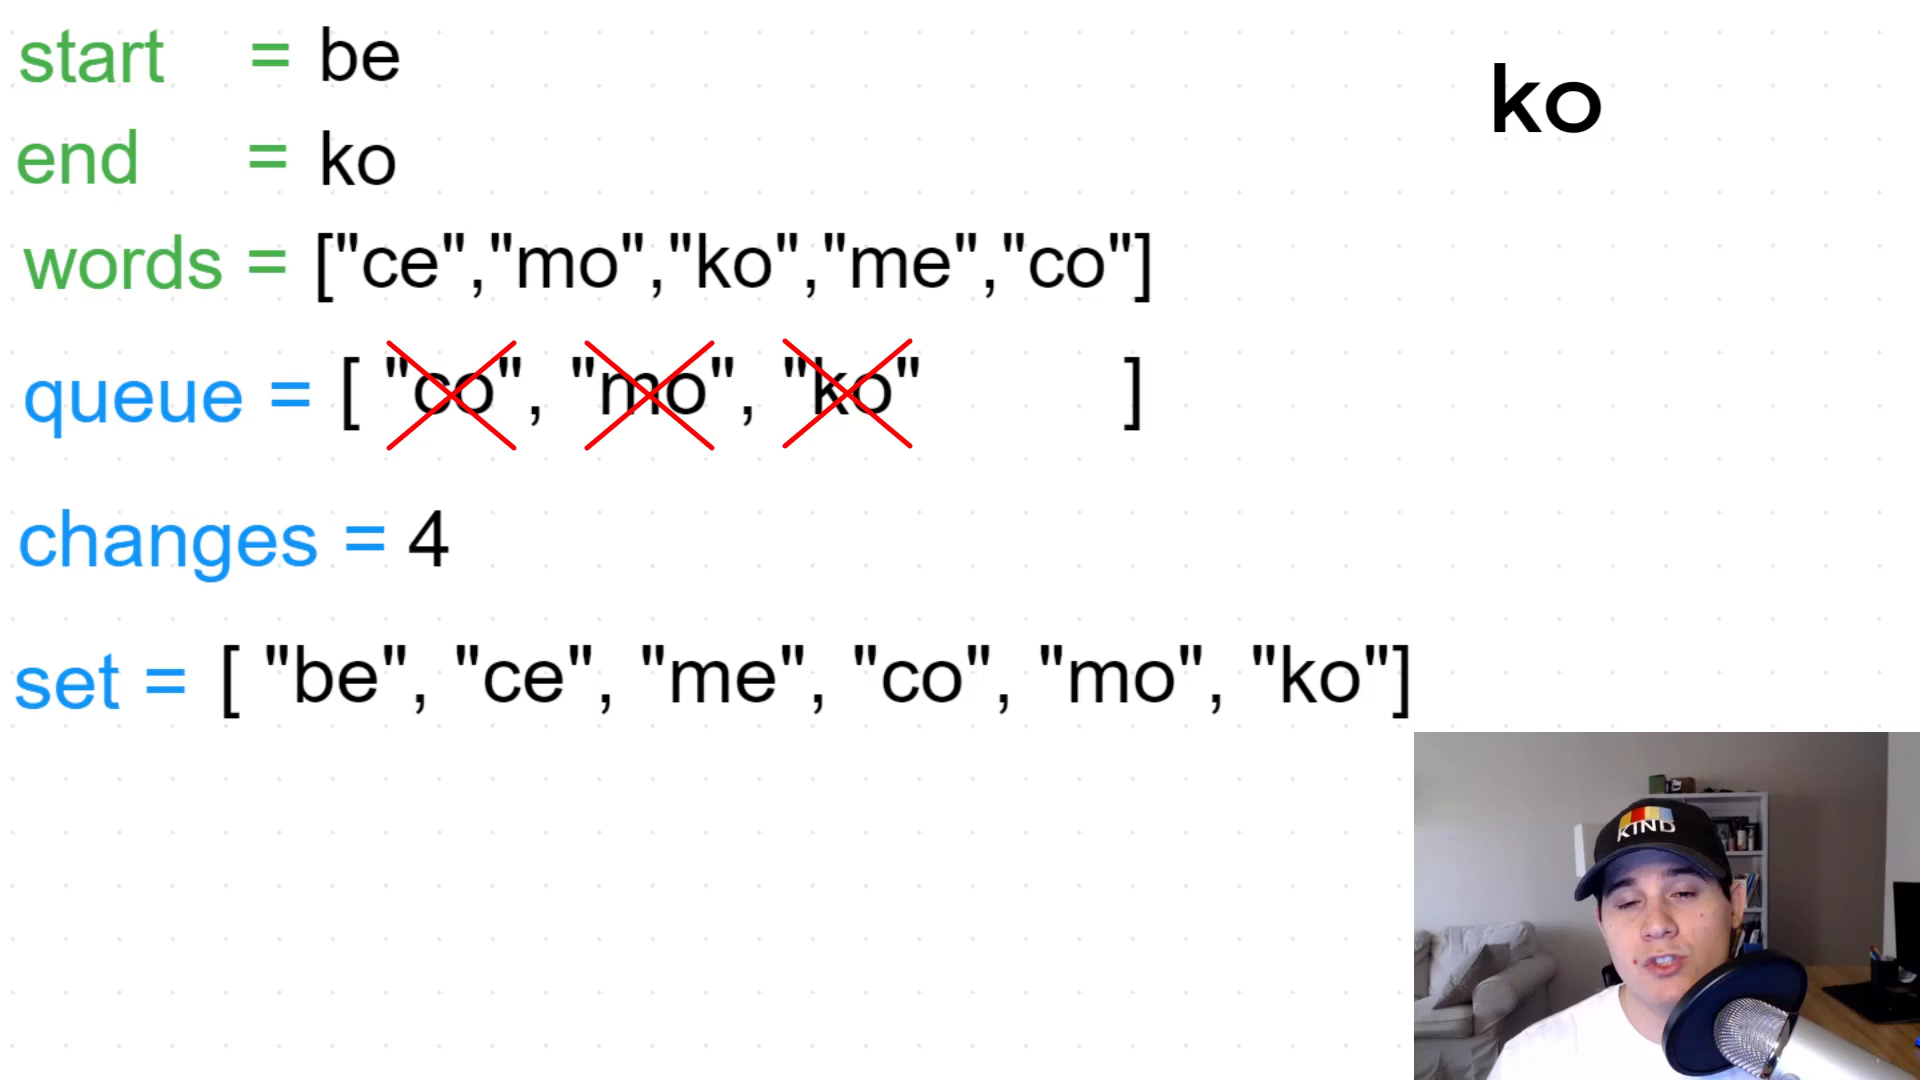 start = be
ko
end = ko
words = ["ce","mo","ko","me","co"]
queue = [ "co", "mo", "ko" ]
changes = 4
set = [ "be", "ce", "me", "co", "mo", "ko"]
KIND